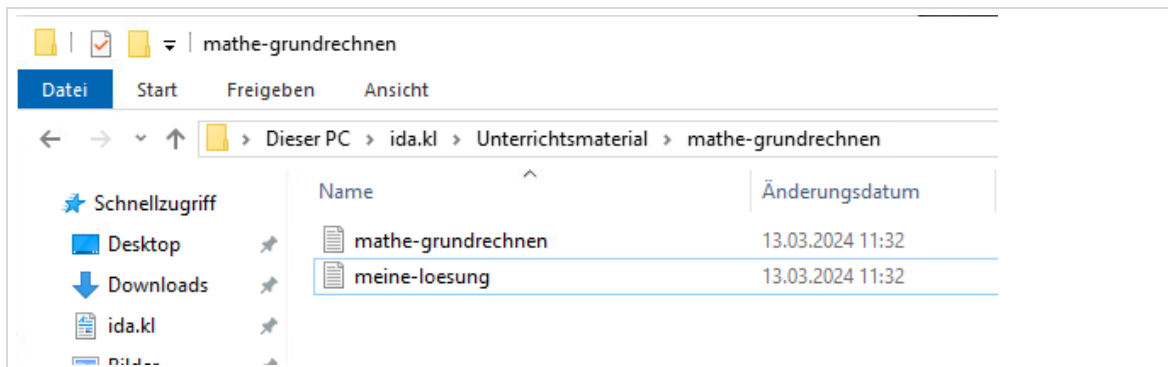 mathe-grundrechnen
Datei Start Freigeben Ansicht
Dieser PC > ida.kl > Unterrichtsmaterial > mathe-grundrechnen
Schnellzugriff
Desktop
Downloads
ida.kl
Bilder
Name Änderungsdatum
mathe-grundrechnen 13.03.2024 11:32
meine-loesung 13.03.2024 11:32